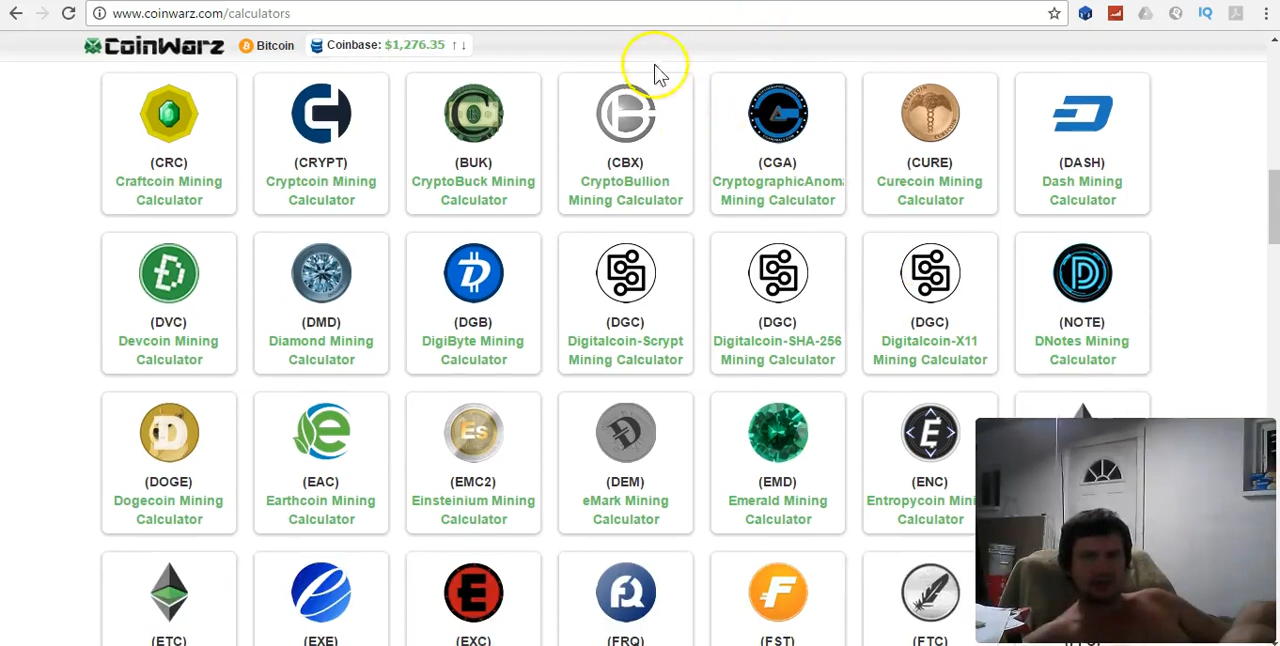 www.coinwarz.com/calculators
CoinWarz Bitcoin Coinbase: $1,276.35 ↑ ↓
(CRC) (CRYPT) (BUK) (CBX) (CGA) (CURE) (DASH)
Craftcoin Mining Cryptcoin Mining CryptoBuck Mining CryptoBullion CryptographicAnoma Curecoin Mining Dash Mining
Calculator Calculator Calculator Mining Calculator Mining Calculator Calculator Calculator
(DVC) (DMD) (DGB) (DGC) (DGC) (DGC) (NOTE)
Devcoin Mining Diamond Mining DigiByte Mining Digitalcoin-Scrypt Digitalcoin-SHA-256 Digitalcoin-X11 DNotes Mining
Calculator Calculator Calculator Mining Calculator Mining Calculator Mining Calculator Calculator
(DOGE) (EAC) (EMC2) (DEM) (EMD) (ENC)
Dogecoin Mining Earthcoin Mining Einsteinium Mining eMark Mining Emerald Mining Entropycoin Mini
Calculator Calculator Calculator Calculator Calculator Calculator
(ETC) (EXE) (EXC) (FRQ) (FST) (FTC)